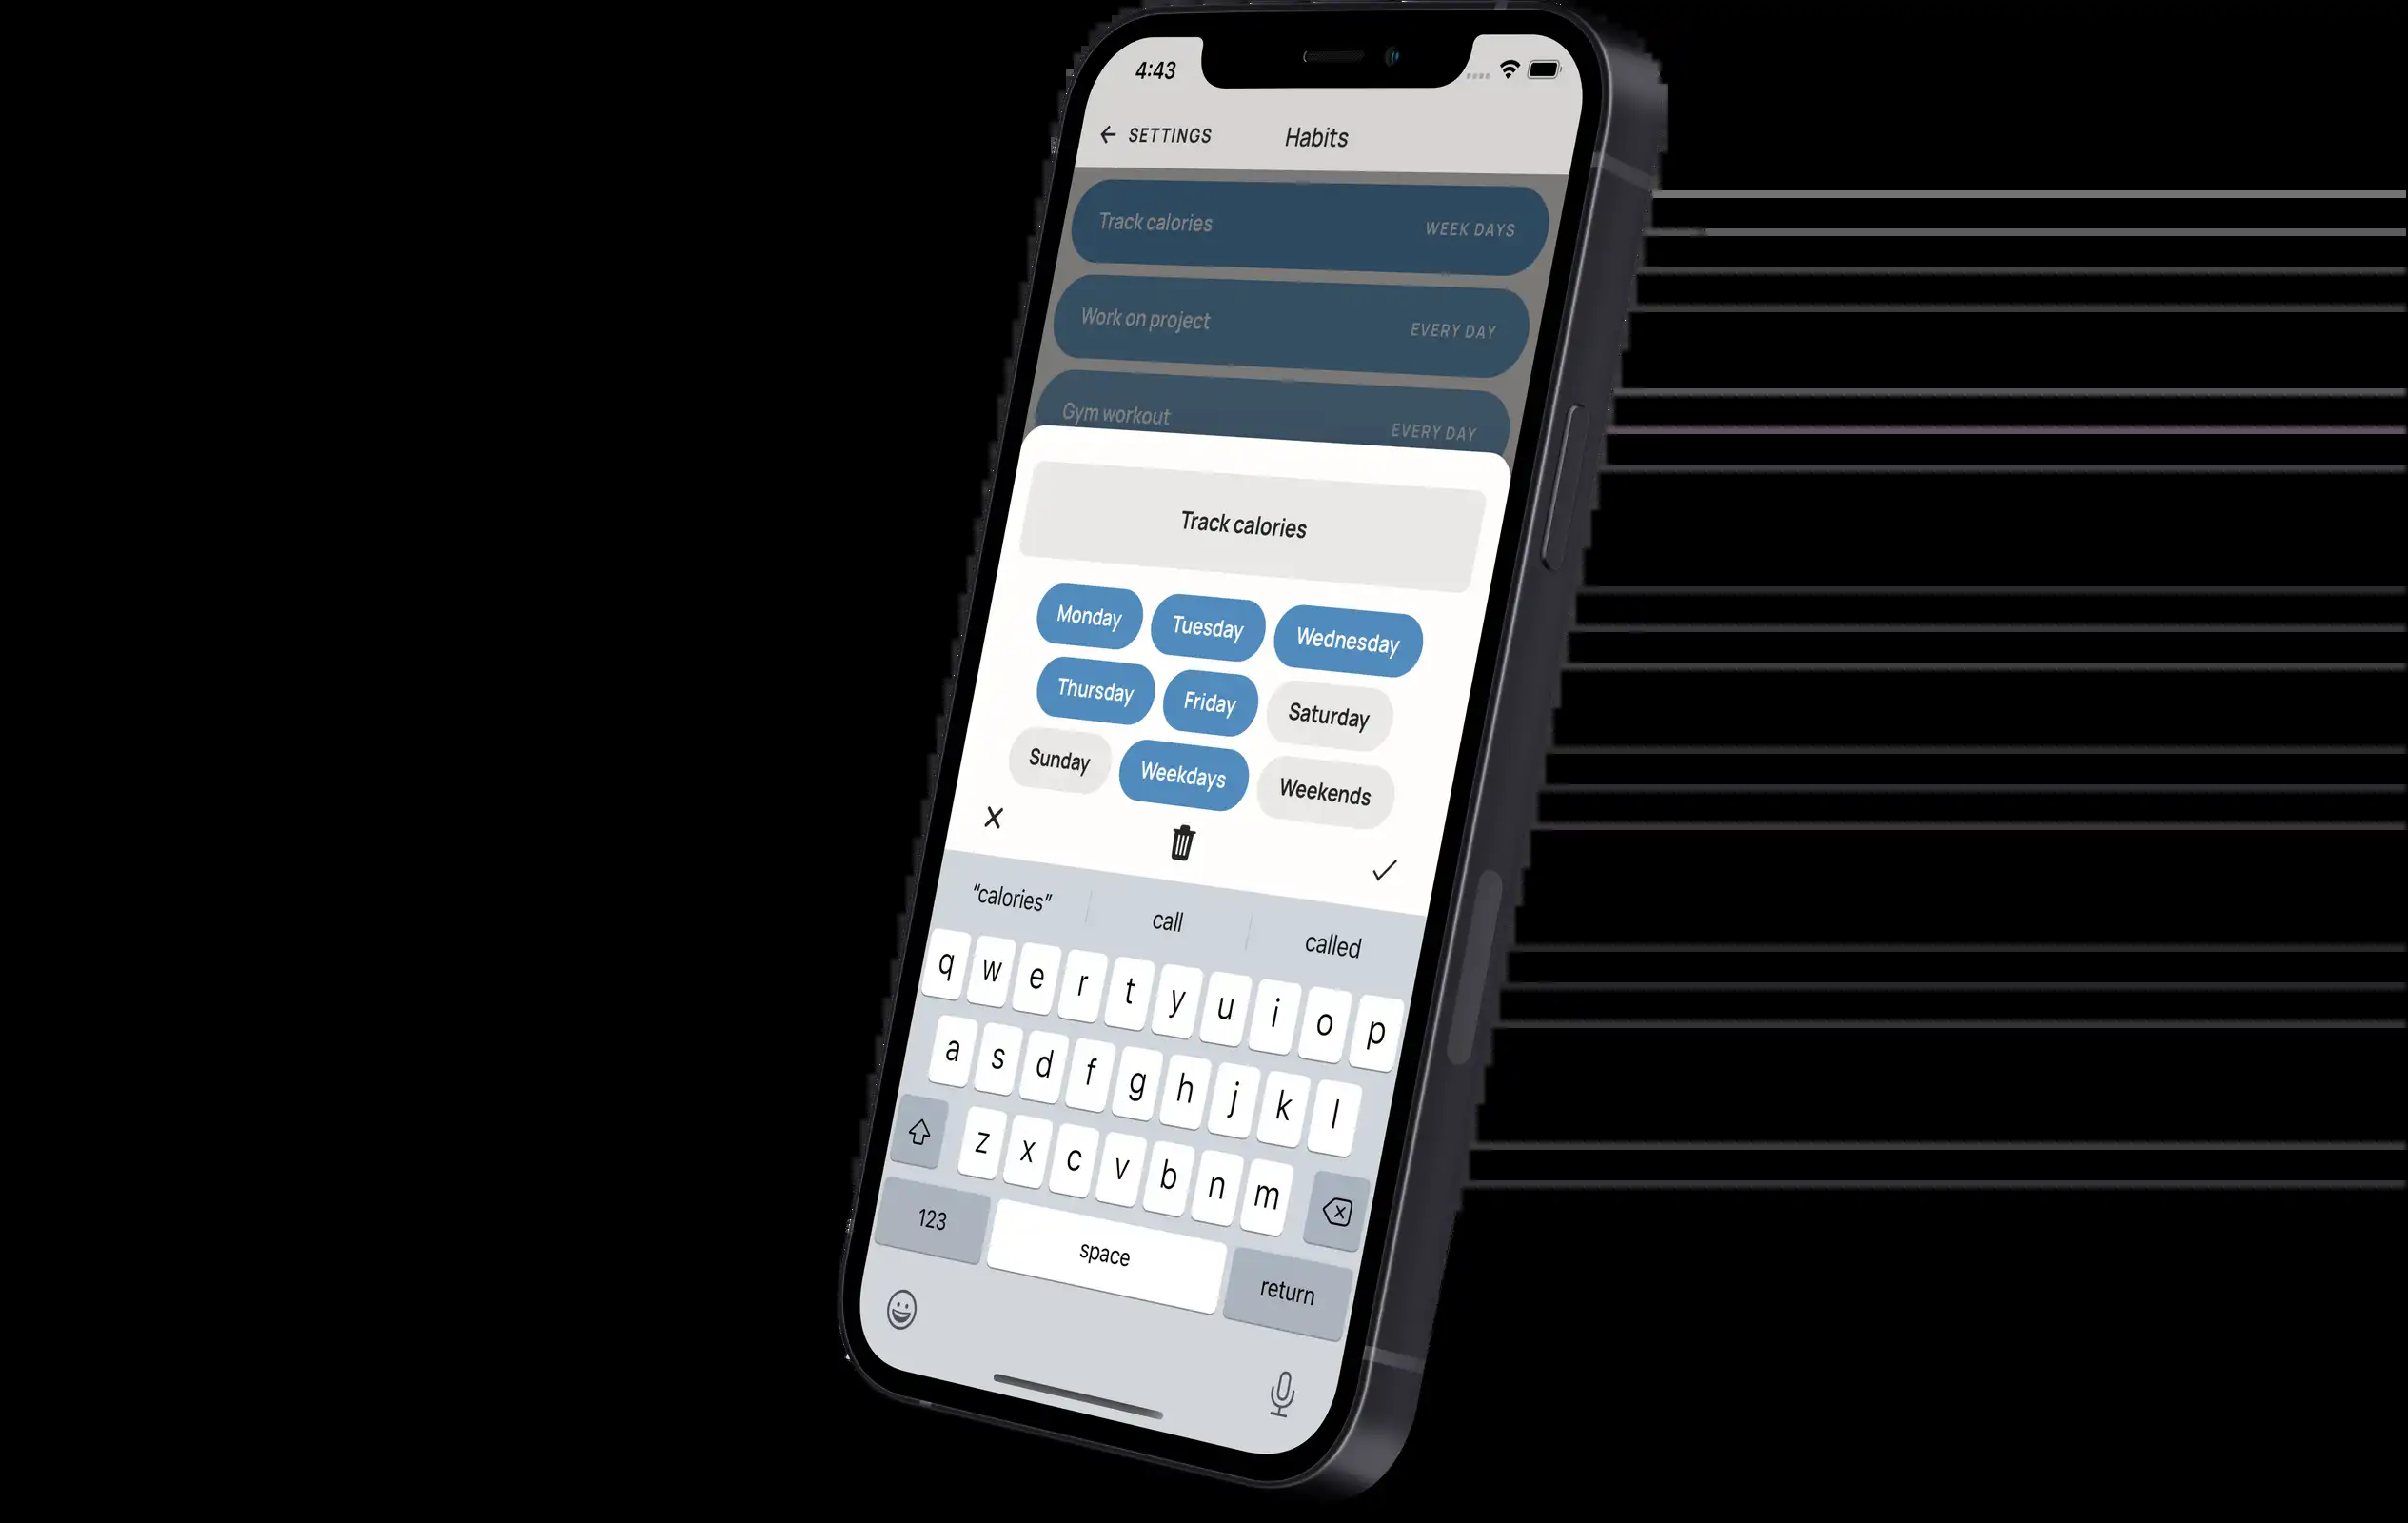 4:43
SETTINGS Habits
Track calories WEEK DAYS
Work on project EVERY DAY
Gym workout EVERY DAY
Track calories
Monday Tuesday Wednesday
Thursday Friday Saturday
Sunday Weekdays Weekends
“calories” call called
q w e r t y u i o p
a s d f g h j k l
z x c v b n m
123 space return